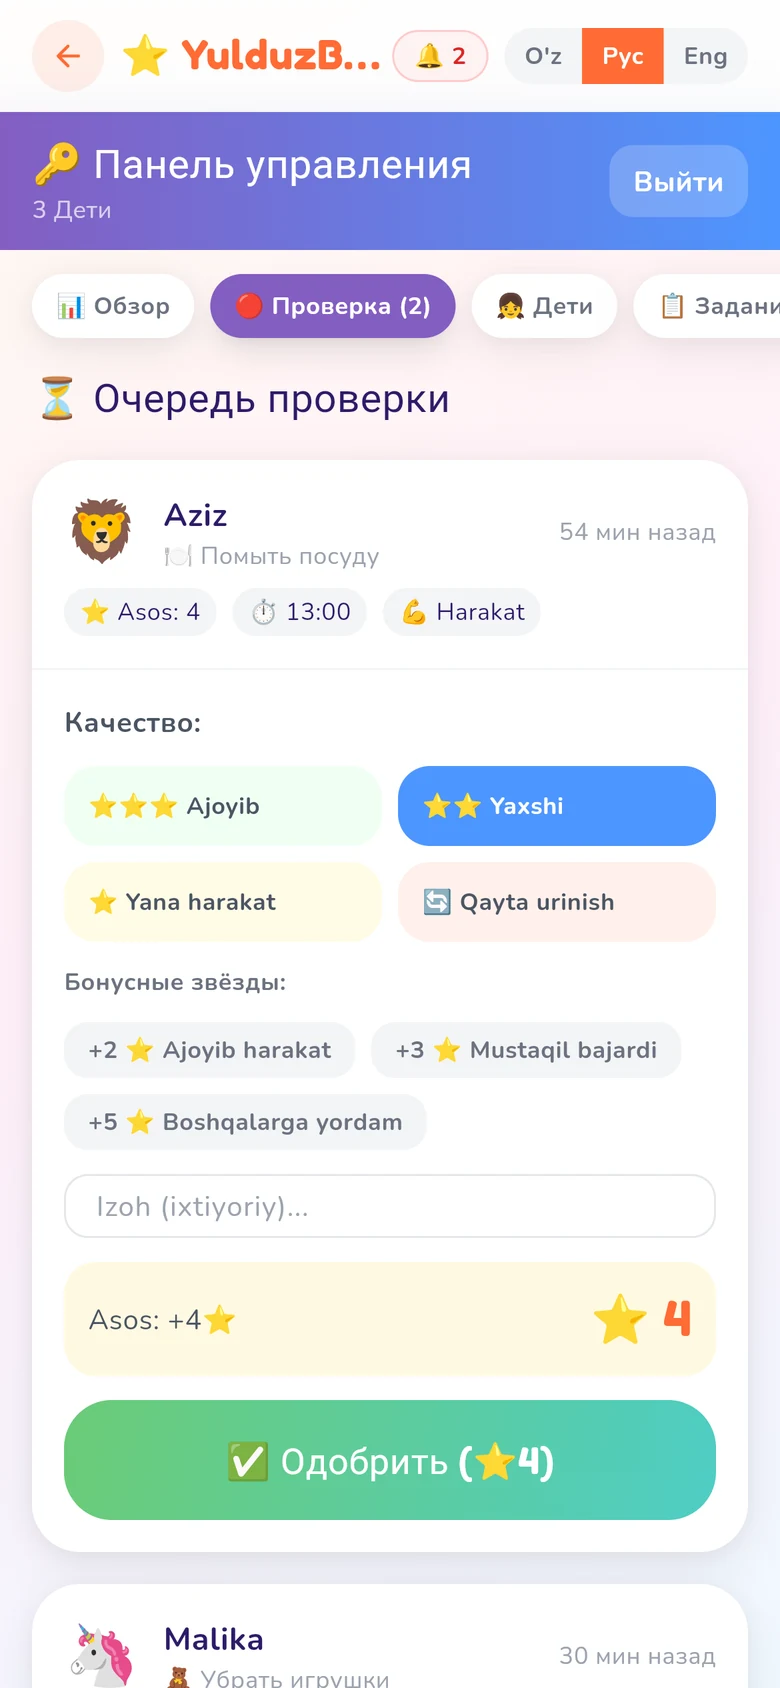 YulduzB... 2 O'z Рус Eng
Панель управления
3 Дети
Выйти
Обзор Проверка (2) Дети Задани
Очередь проверки
Aziz
Помыть посуду
54 мин назад
Asos: 4 13:00 Harakat
Качество:
Ajoyib Yaxshi
Yana harakat Qayta urinish
Бонусные звёзды:
+2 ⭐ Ajoyib harakat +3 ⭐ Mustaqil bajardi
+5 ⭐ Boshqalarga yordam
Izoh (ixtiyoriy)...
Asos: +4⭐ ⭐ 4
Одобрить (⭐4)
Malika
30 мин назад
Убрать игрушки